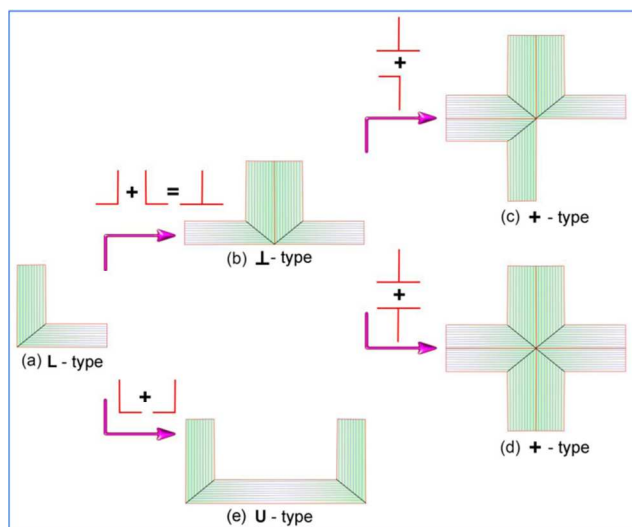 +
(c) + - type
+ =
(b) ⊥ - type
(a) L - type
+
(d) + - type
+
(e) U - type